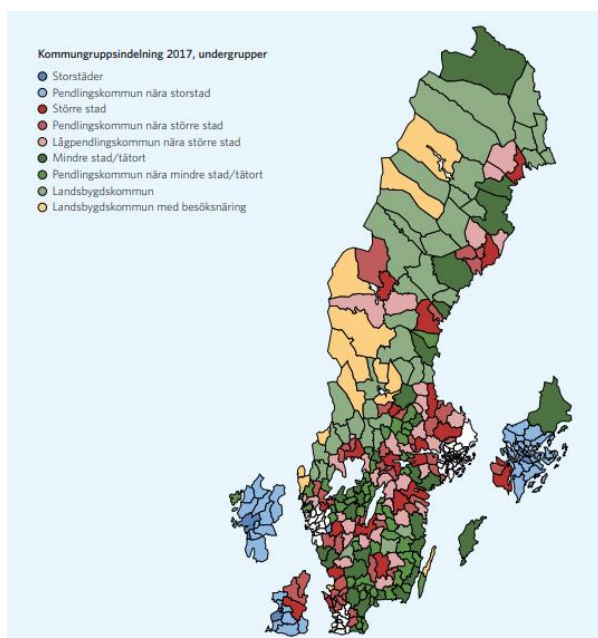 Kommungruppsindelning 2017, undergrupper
Storstäder
Pendlingskommun nära storstad
Större stad
Pendlingskommun nära större stad
Lågpendlingskommun nära större stad
Mindre stad/tätort
Pendlingskommun nära mindre stad/tätort
Landsbygdskommun
Landsbygdskommun med besöksnäring